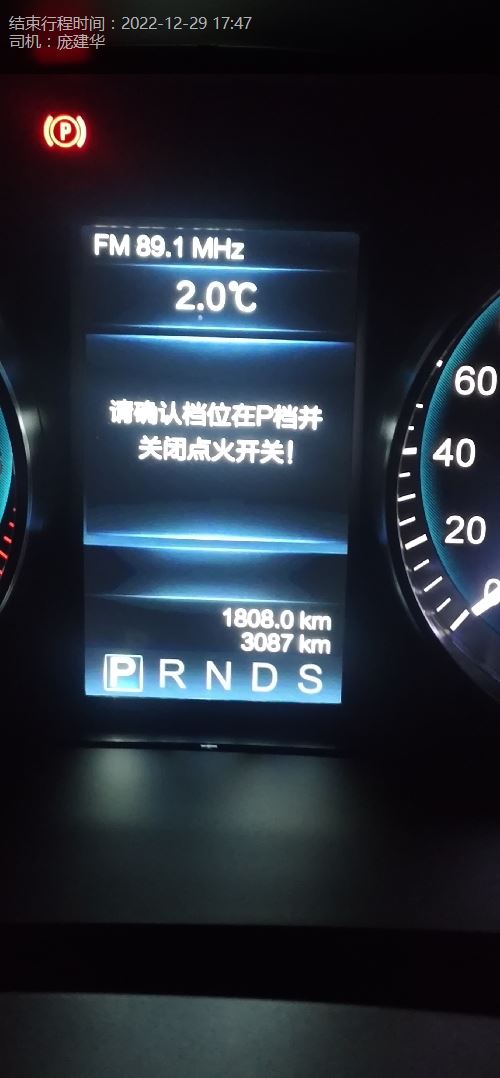 结束行程时间：2022-12-29 17:47
司机：庞建华
P
FM 89.1 MHz
2.0℃
请确认档位在P档并
关闭点火开关！
60
40
20
0
1808.0 km
3087 km
P R N D S